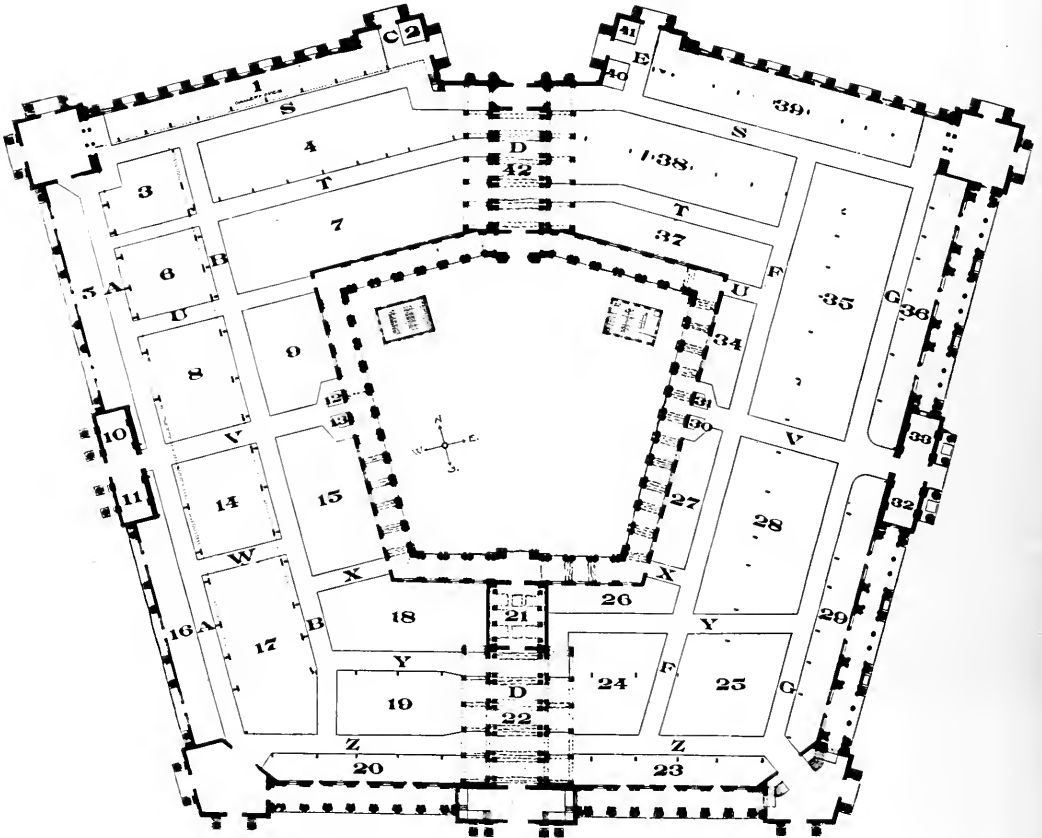 C 2
41
E
40
1
S
39
4
D
S
38
42
3
T
T
7
37
6
B
F
U
5
A
G
35
36
U
9
34
8
12
31
13
30
10
V
V
33
N
W E.
S.
11
14
15
27
28
32
W
X
X
26
29
16
A
B
18
21
Y
17
Y
D
24
F
25
G
19
22
Z
Z
20
23